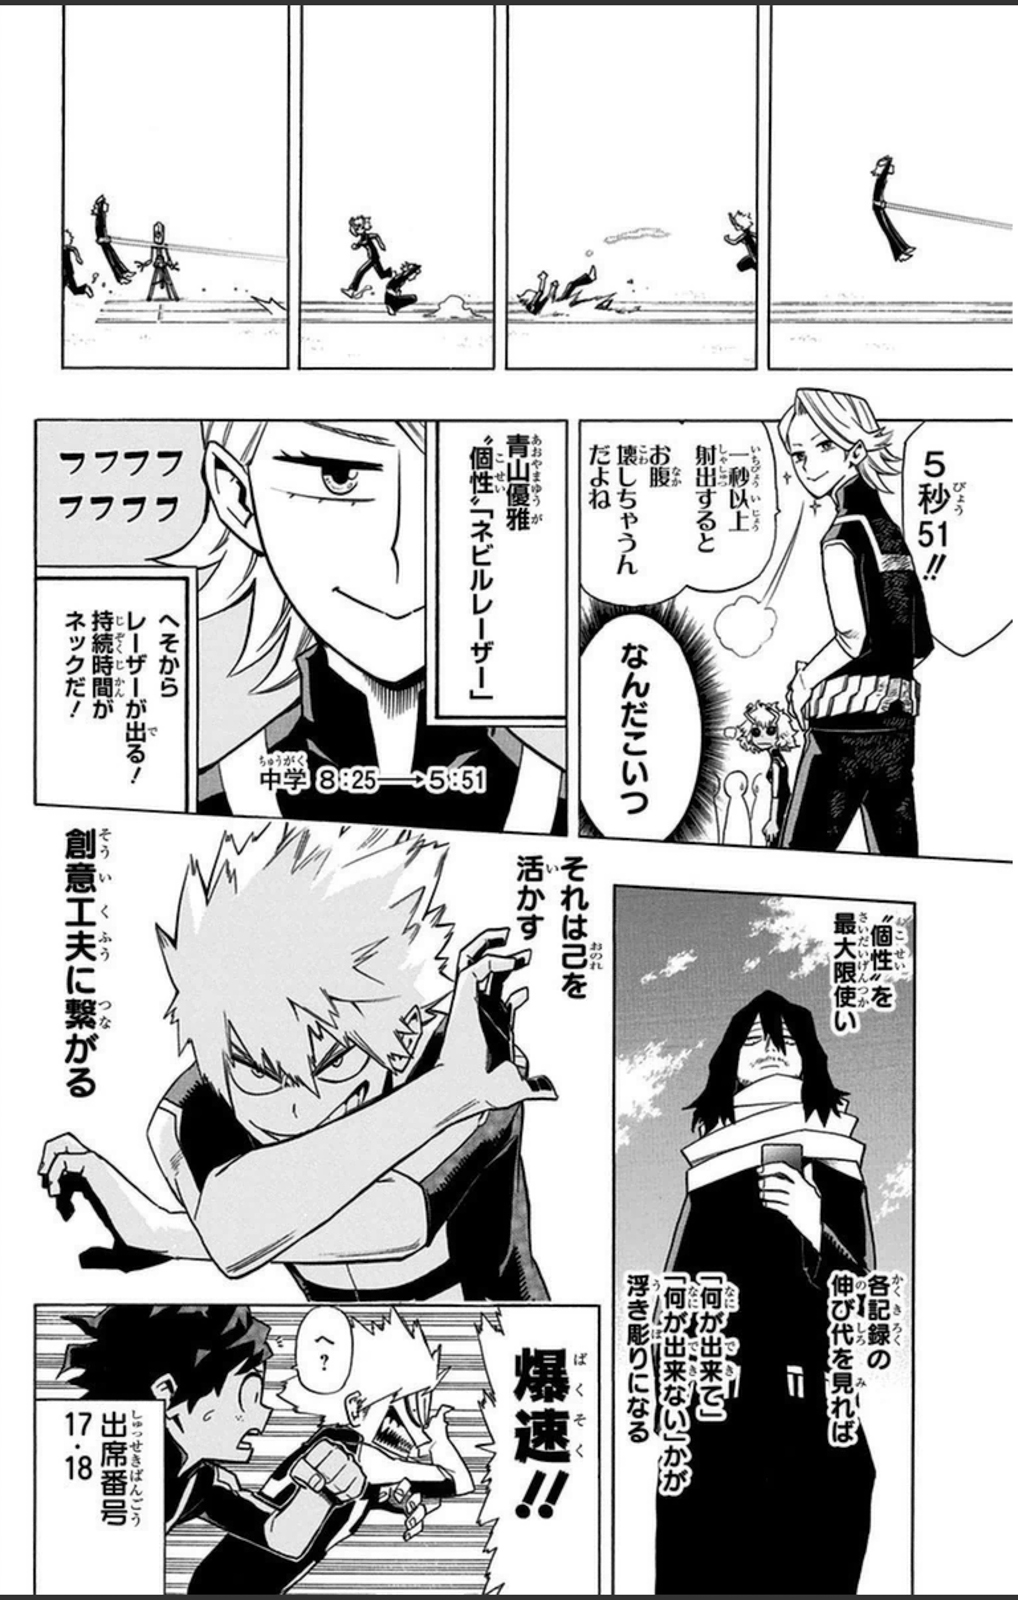 5秒51!!
一秒以上
射出すると
お腹
壊しちゃうん
だよね
なんだこいつ
青山優雅
“個性”「ネビルレーザー」
フフフフ
フフフフ
へそから
レーザーが出る！
持続時間が
ネックだ！
中学 8:25→5:51
“個性”を
最大限使い
各記録の
伸び代を見れば
「何が出来て」
「何が出来ない」かが
浮き彫りになる
それは己を
活かす
創意工夫に繋がる
爆速!!
へ？
出席番号
17・18